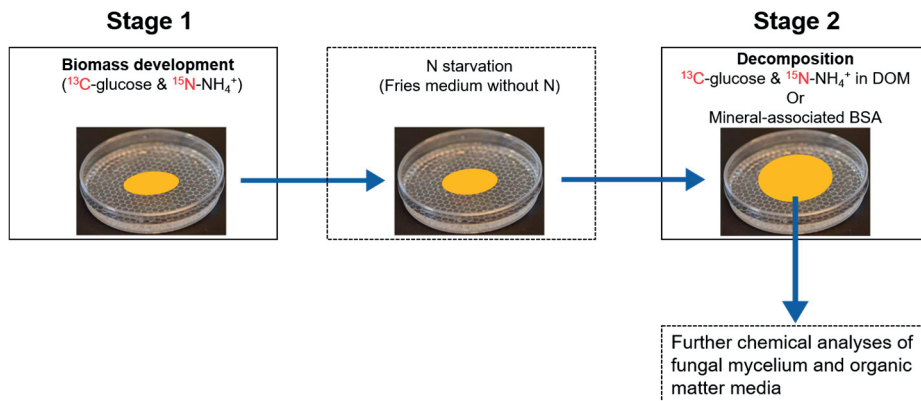 Stage 1
Biomass development
(¹³C-glucose & ¹⁵N-NH₄⁺)
N starvation
(Fries medium without N)
Stage 2
Decomposition
¹³C-glucose & ¹⁵N-NH₄⁺ in DOM
Or
Mineral-associated BSA
Further chemical analyses of
fungal mycelium and organic
matter media